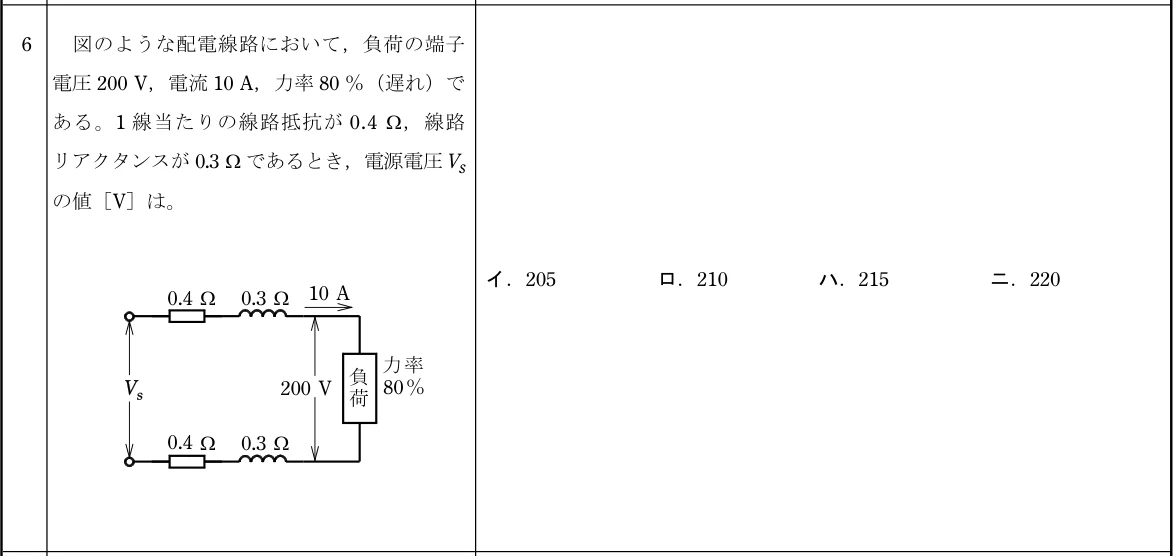 6 図のような配電線路において，負荷の端子
電圧 200 V，電流 10 A，力率 80 %（遅れ）で
ある。1 線当たりの線路抵抗が 0.4 Ω，線路
リアクタンスが 0.3 Ω であるとき，電源電圧 Vs
の値［V］は。
イ．205 ロ．210 ハ．215 ニ．220
0.4 Ω 0.3 Ω 10 A
Vs 200 V 負荷 力率
80%
0.4 Ω 0.3 Ω